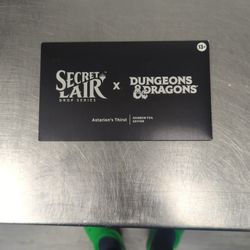 13+
SECRET
LAIR
DROP SERIES
X
DUNGEONS
& DRAGONS
Astarion's Thirst
RAINBOW FOIL
EDITION